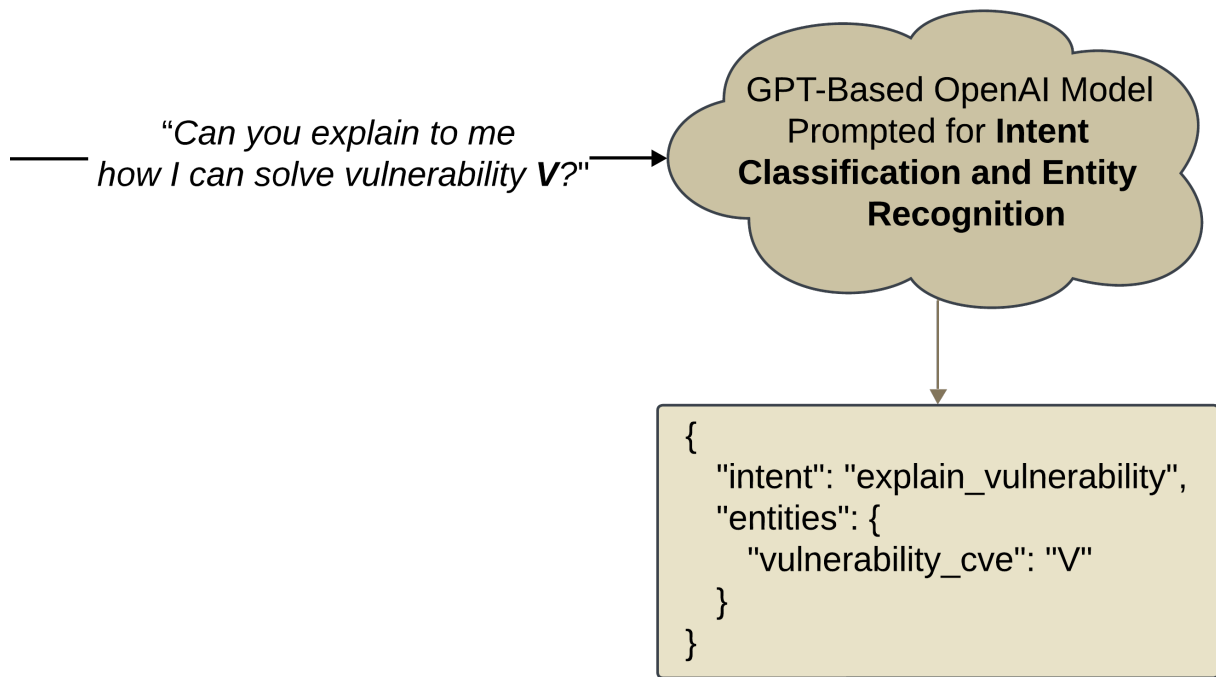 “Can you explain to me
how I can solve vulnerability V?"
GPT-Based OpenAI Model
Prompted for Intent
Classification and Entity
Recognition
{
"intent": "explain_vulnerability",
"entities": {
"vulnerability_cve": "V"
}
}